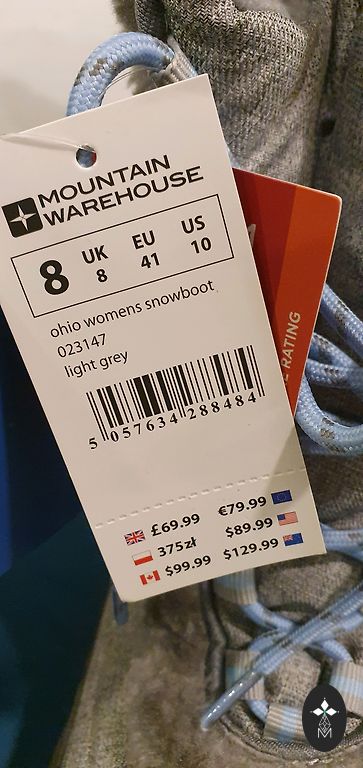 MOUNTAIN
WAREHOUSE
8
UK EU US
8 41 10
ohio womens snowboot
023147
light grey
5 057634 288484
£69.99 €79.99
375zł $89.99
$99.99 $129.99
RATING
M